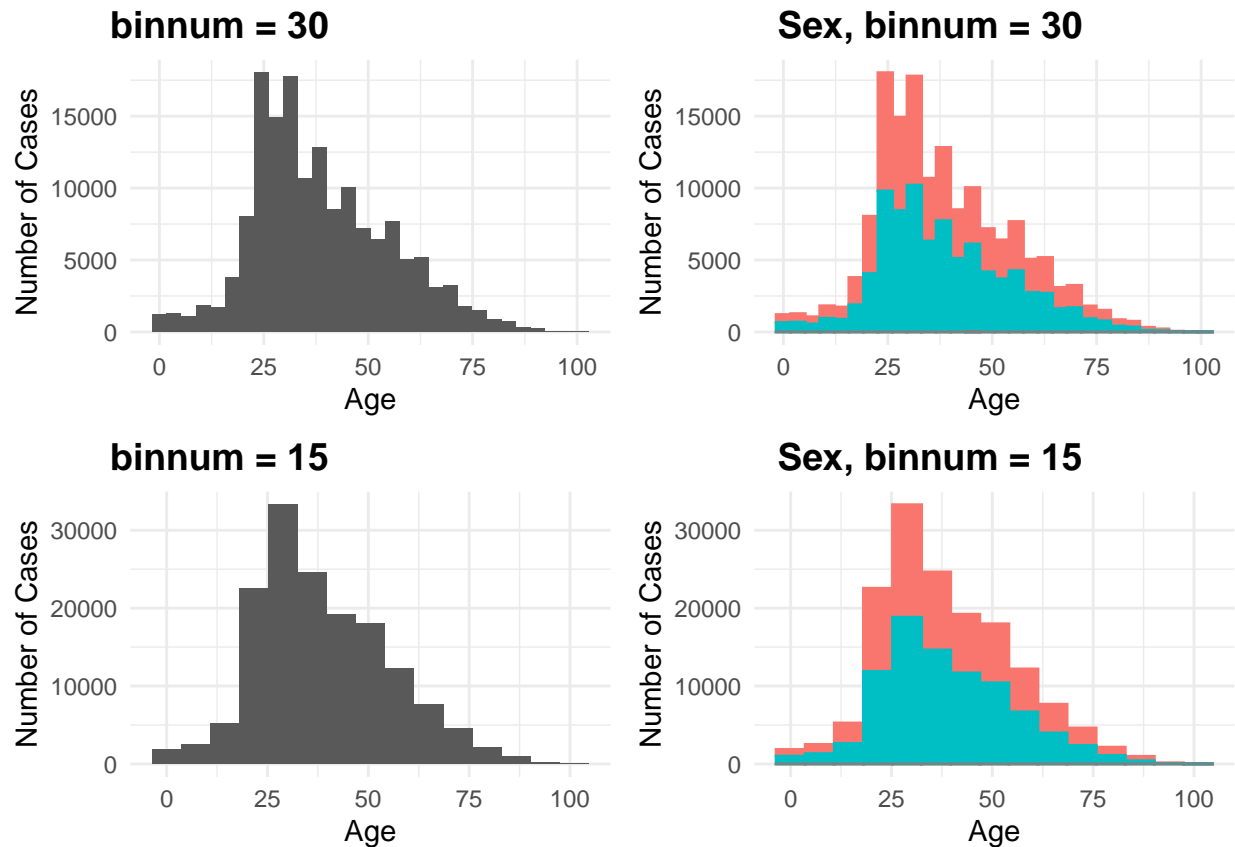 binnum = 30
Number of Cases
15000
10000
5000
0
0 25 50 75 100
Age
Sex, binnum = 30
Number of Cases
15000
10000
5000
0
0 25 50 75 100
Age
binnum = 15
Number of Cases
30000
20000
10000
0
0 25 50 75 100
Age
Sex, binnum = 15
Number of Cases
30000
20000
10000
0
0 25 50 75 100
Age